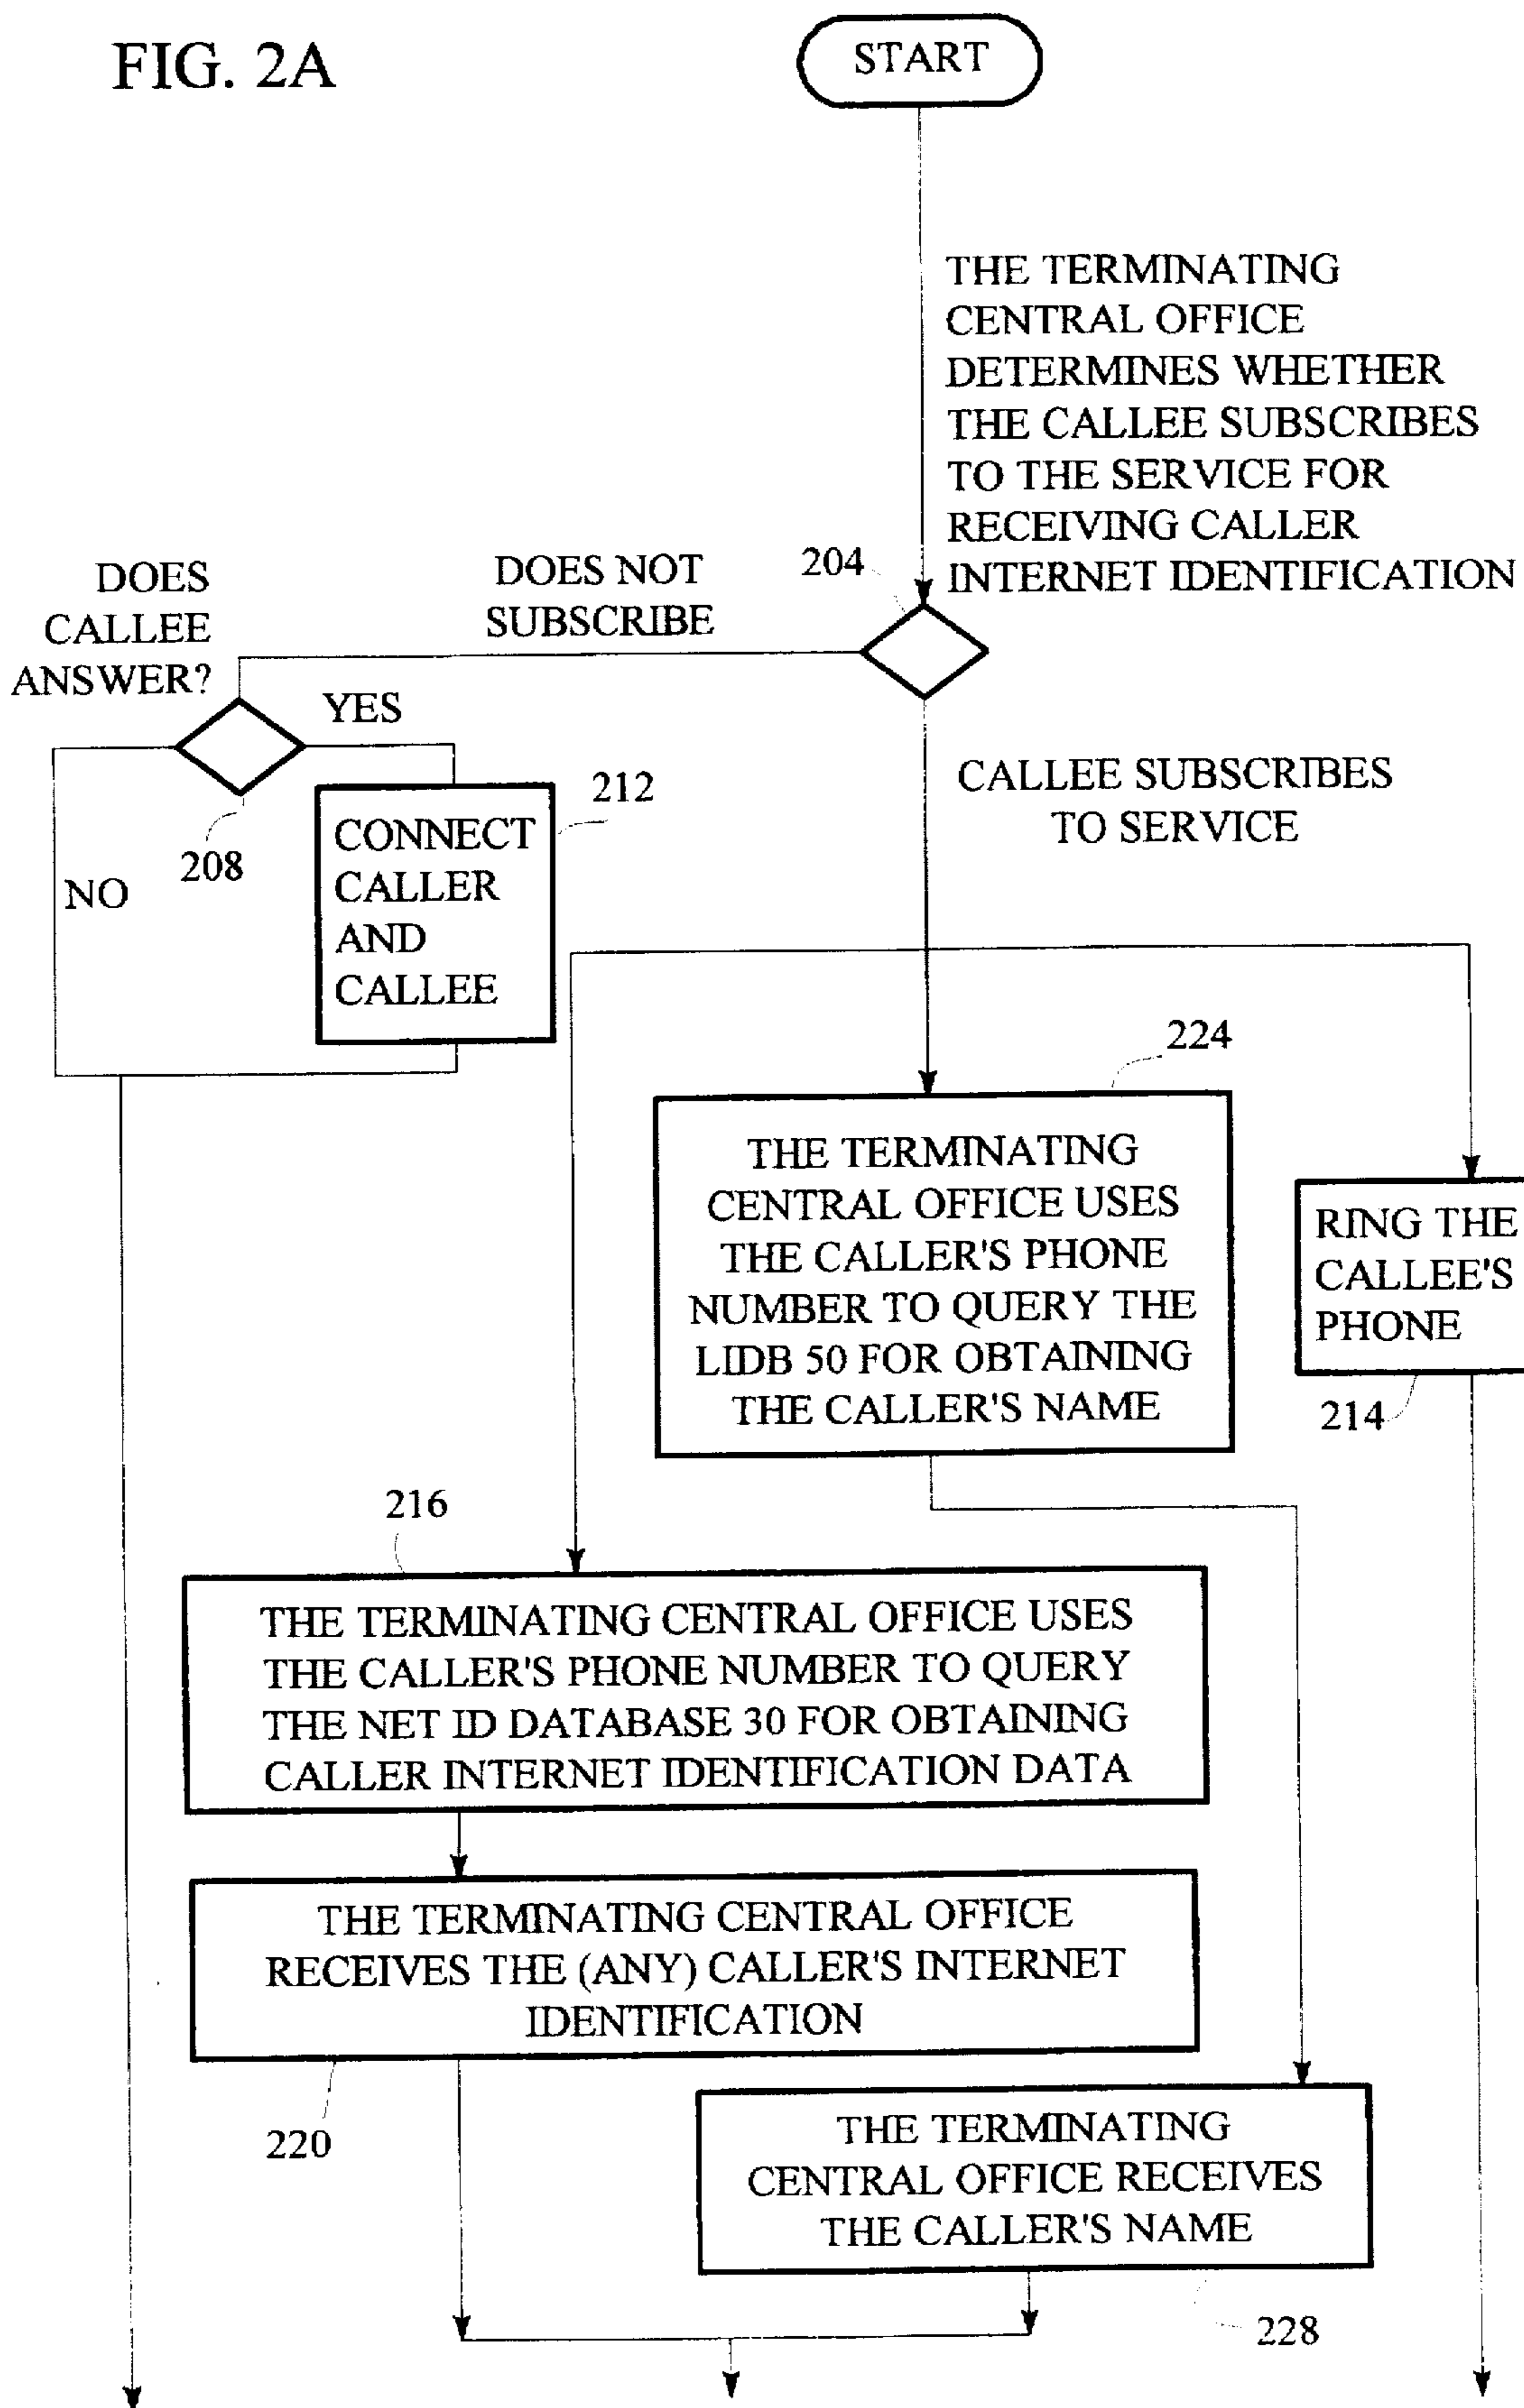 FIG. 2A
START
THE TERMINATING
CENTRAL OFFICE
DETERMINES WHETHER
THE CALLEE SUBSCRIBES
TO THE SERVICE FOR
RECEIVING CALLER
INTERNET IDENTIFICATION
204
DOES NOT
SUBSCRIBE
DOES
CALLEE
ANSWER?
YES
NO
208
212
CONNECT
CALLER
AND
CALLEE
CALLEE SUBSCRIBES
TO SERVICE
224
THE TERMINATING
CENTRAL OFFICE USES
THE CALLER'S PHONE
NUMBER TO QUERY THE
LIDB 50 FOR OBTAINING
THE CALLER'S NAME
RING THE
CALLEE'S
PHONE
214
216
THE TERMINATING CENTRAL OFFICE USES
THE CALLER'S PHONE NUMBER TO QUERY
THE NET ID DATABASE 30 FOR OBTAINING
CALLER INTERNET IDENTIFICATION DATA
THE TERMINATING CENTRAL OFFICE
RECEIVES THE (ANY) CALLER'S INTERNET
IDENTIFICATION
220
THE TERMINATING
CENTRAL OFFICE RECEIVES
THE CALLER'S NAME
228